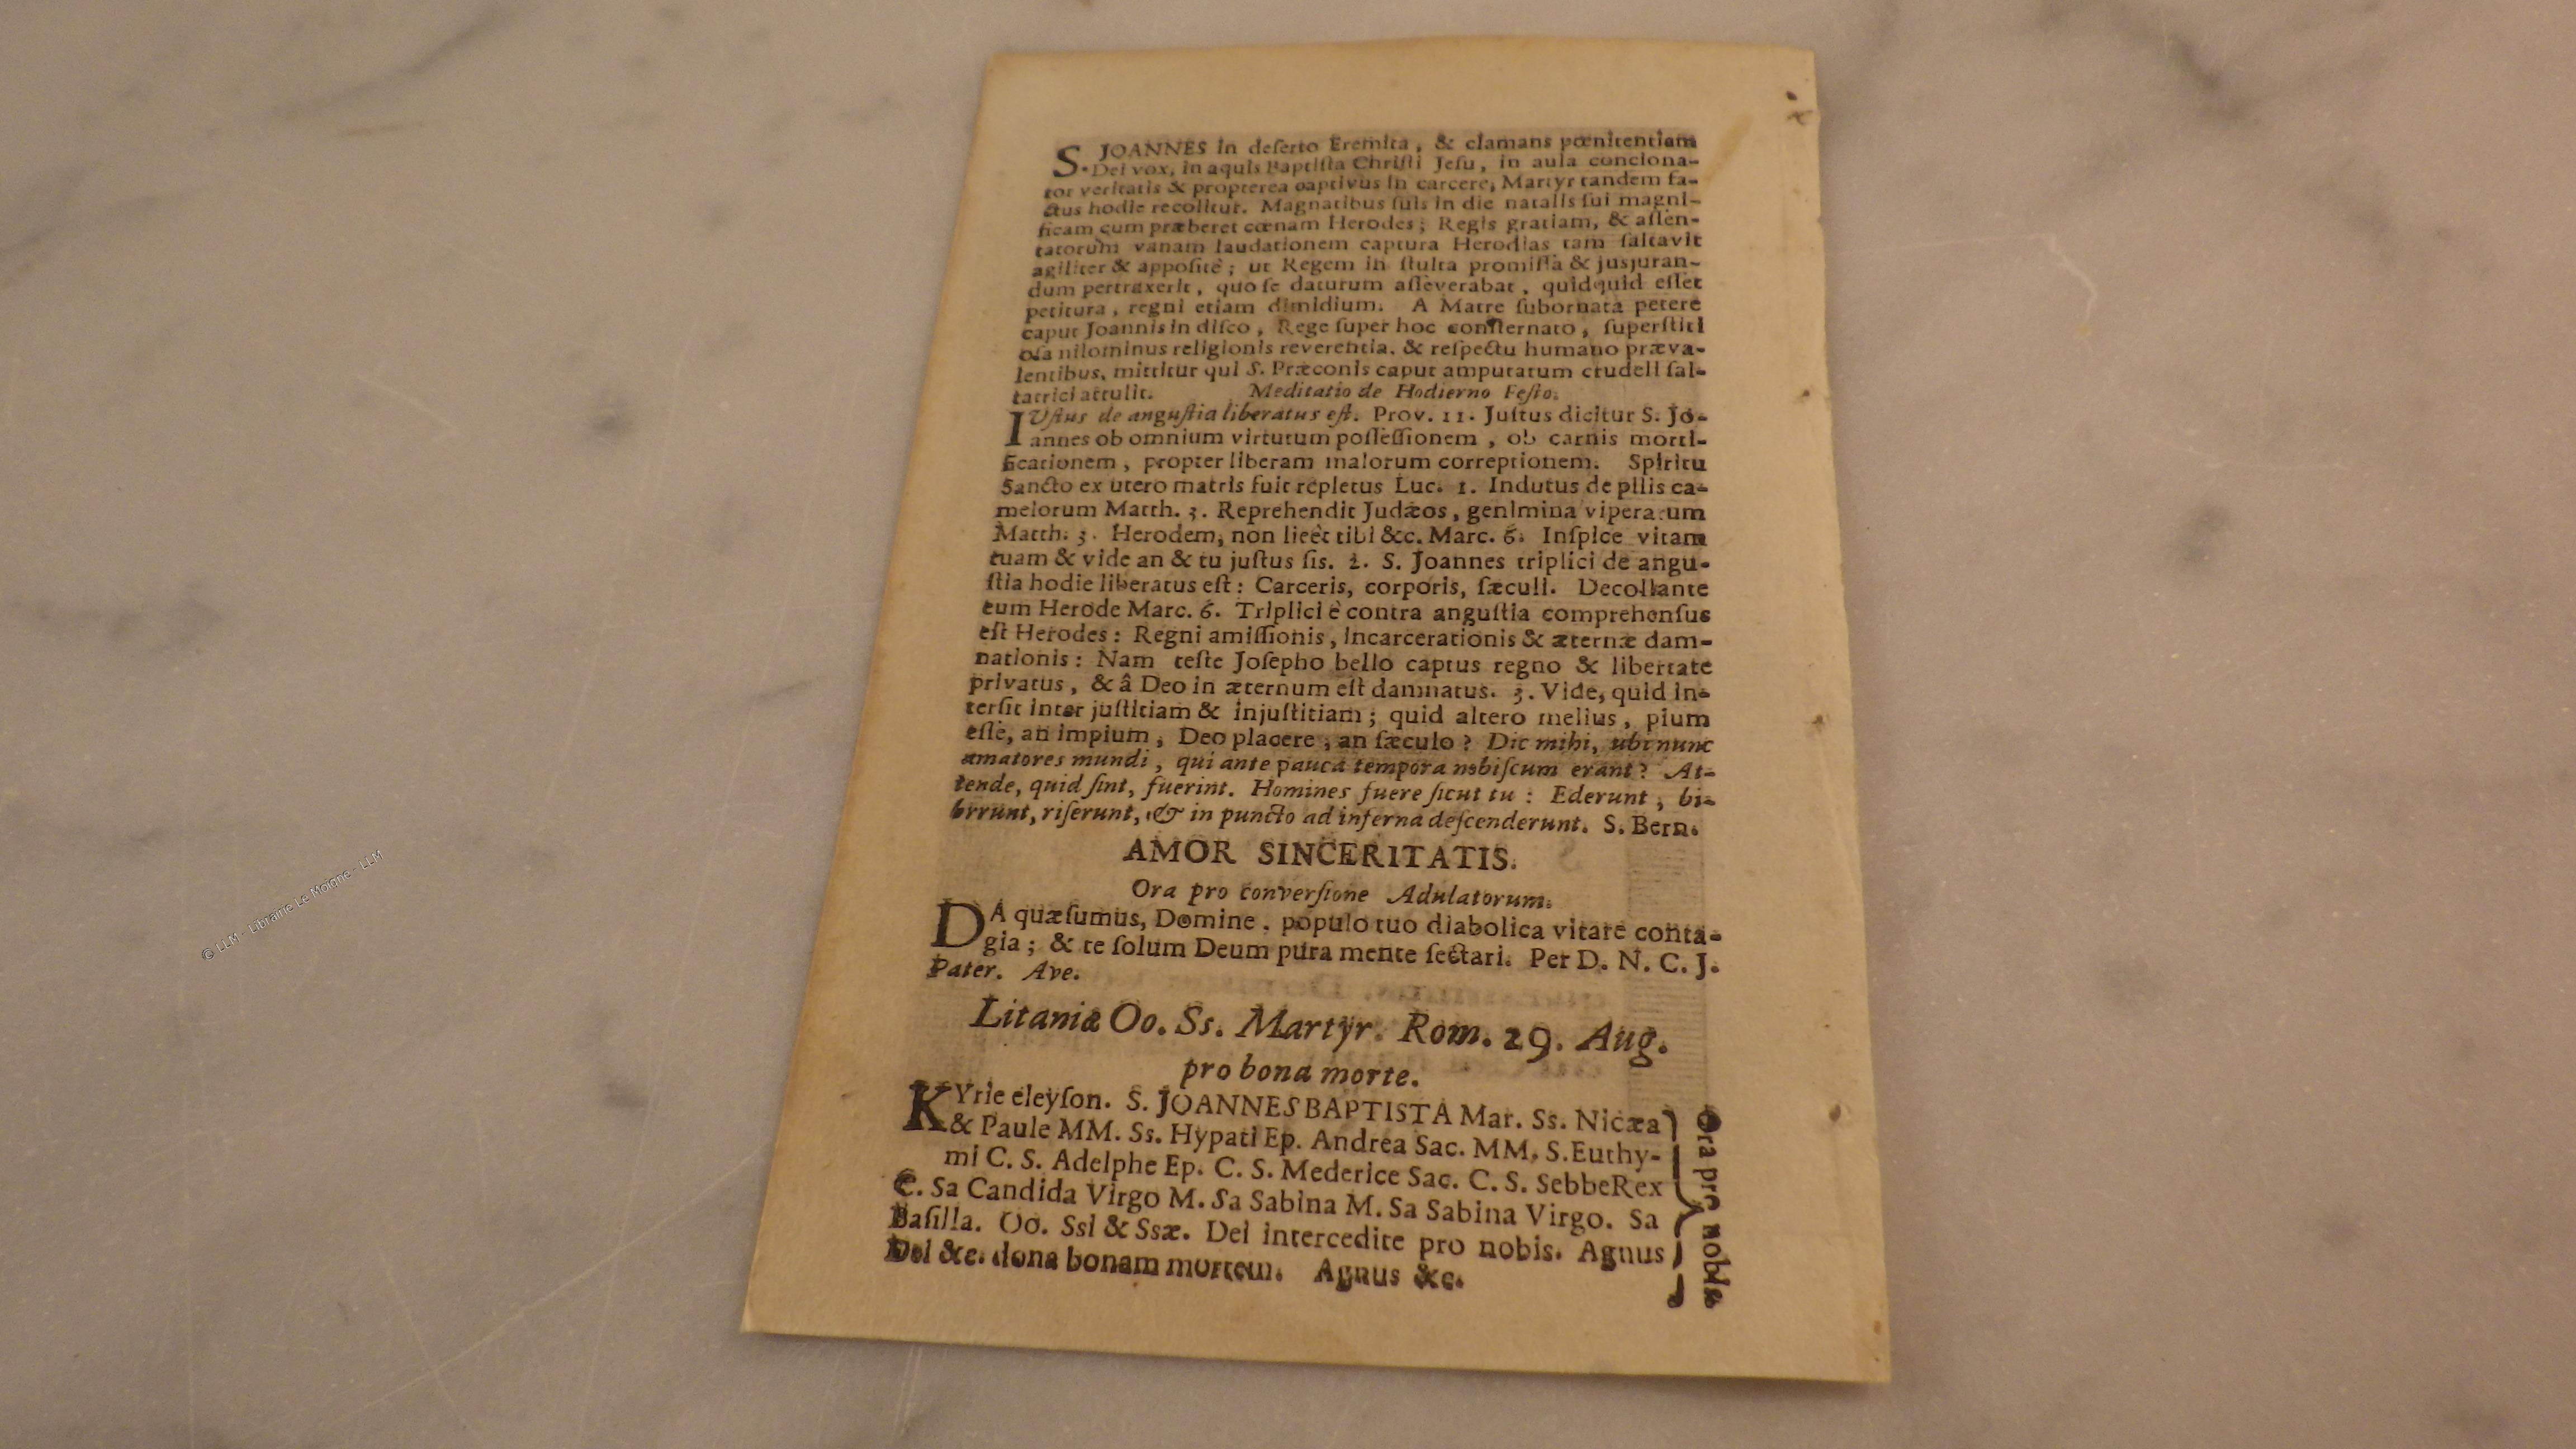 S. JOANNES in deſerto Eremita, & clamans pœnitentiam
Dei vox, in aquis Baptiſta Chriſti Jeſu, in aula conciona-
tor veritatis & propterea captivus in carcere, Martyr tandem fa-
ctus hodie recolitur. Magnatibus ſuis in die natalis ſui magni-
ficam cum præberet cœnam Herodes; Regis gratiam, & aſſen-
tatorum vanam laudationem captura Herodias tam ſaltavit
agiliter & appoſitè; ut Regem in ſtulta promiſſa & jusjuran-
dum pertraxerit, quo ſe daturum aſſeverabat, quidquid eſſet
petitura, regni etiam dimidium. A Matre ſubornata petere
caput Joannis in diſco, Rege ſuper hoc conſternato, ſuperſtiti
oſa nilominus religionis reverentia, & reſpectu humano præva-
lentibus, mittitur qui S. Præconis caput amputatum crudeli ſal-
tatrici attulit. Meditatio de Hodierno Feſto.
IUſtus de anguſtia liberatus eſt. Prov. 11. Juſtus dicitur S. Jo-
annes ob omnium virtutum poſſeſſionem, ob carnis morti-
ficationem, propter liberam malorum correptionem. Spiritu
Sancto ex utero matris fuit repletus Luc. 1. Indutus de pilis ca-
melorum Matth. 3. Reprehendit Judæos, genimina viperarum
Matth. 3. Herodem, non licet tibi &c. Marc. 6. Inſpice vitam
tuam & vide an & tu juſtus ſis. 2. S. Joannes triplici de angu-
ſtia hodie liberatus eſt: Carceris, corporis, ſæculi. Decollante
eum Herode Marc. 6. Triplici è contra anguſtia comprehenſus
eſt Herodes: Regni amiſſionis, incarcerationis & æternæ dam-
nationis: Nam teſte Joſepho bello captus regno & libertate
privatus, & â Deo in æternum eſt damnatus. 3. Vide, quid in-
terſit inter juſtitiam & injuſtitiam; quid altero melius, pium
eſſe, an impium, Deo placere, an ſæculo? Dic mihi, ubi nunc
amatores mundi, qui ante pauca tempora nobiſcum erant? At-
tende, quid ſint, fuerint. Homines fuere ſicut tu: Ederunt, bi-
brrunt, riſerunt, & in puncto ad inferna deſcenderunt. S. Bern.
AMOR SINCERITATIS.
Ora pro converſione Adulatorum.
DA quæſumus, Domine, populo tuo diabolica vitare conta-
gia; & te ſolum Deum pura mente ſectari. Per D. N. C. J.
Pater. Ave.
Litaniæ Oo. Ss. Martyr. Rom. 29. Aug.
pro bona morte.
KYrie eleyſon. S. JOANNES BAPTISTA Mar. Ss. Nicæa
& Paule MM. Ss. Hypati Ep. Andrea Sac. MM. S. Euthy-
mi C. S. Adelphe Ep. C. S. Mederice Sac. C. S. Sebbe Rex
C. Sa Candida Virgo M. Sa Sabina M. Sa Sabina Virgo. Sa
Baſilla. Oo. Ssi & Ssæ. Dei intercedite pro nobis. Agnus
Dei &c. dona bonam mortem. Agnus &c.
Ora pro nobis
© LLM - Librairie Le Moigne - LLM